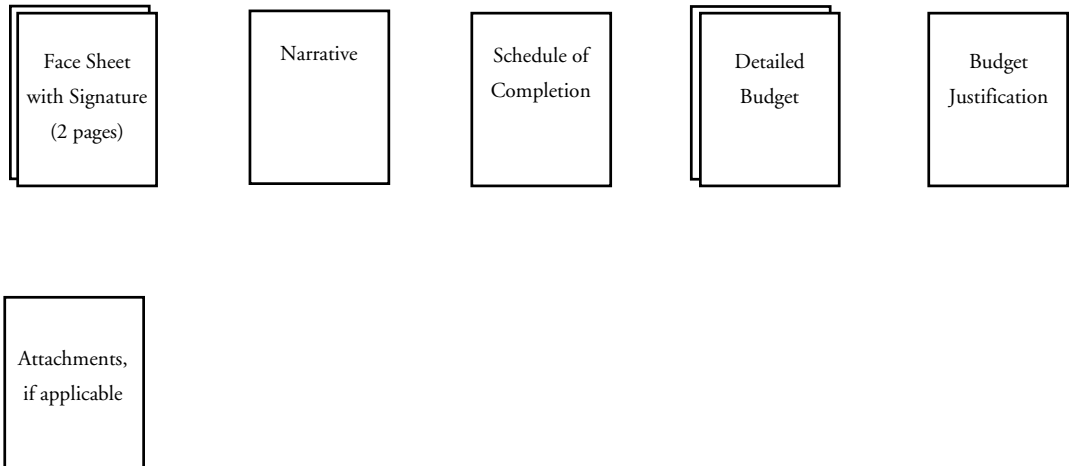 Face Sheet
with Signature
(2 pages)
Narrative
Schedule of
Completion
Detailed
Budget
Budget
Justification
Attachments,
if applicable